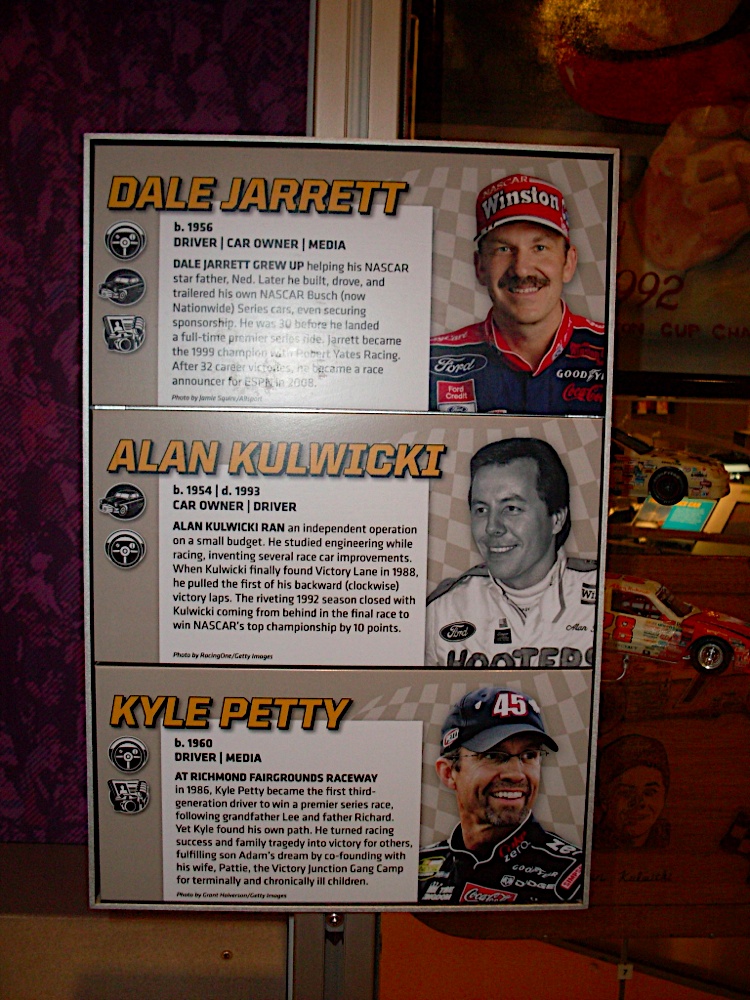 DALE JARRETT
b. 1956
DRIVER | CAR OWNER | MEDIA
DALE JARRETT GREW UP helping his NASCAR
star father, Ned. Later he built, drove, and
trailered his own NASCAR Busch (now
Nationwide) Series cars, even securing
sponsorship. He was 30 before he landed
a full-time premier series ride. Jarrett became
the 1999 champion with Robert Yates Racing.
After 32 career victories, he became a race
announcer for ESPN in 2008.
Photo by Jamie Squire/Allsport
NASCAR
Winston
Ford
Ford
Credit
GOODYE
Coca-C
1992
ON CUP CHA
ALAN KULWICKI
b. 1954 | d. 1993
CAR OWNER | DRIVER
ALAN KULWICKI RAN an independent operation
on a small budget. He studied engineering while
racing, inventing several race car improvements.
When Kulwicki finally found Victory Lane in 1988,
he pulled the first of his backward (clockwise)
victory laps. The riveting 1992 season closed with
Kulwicki coming from behind in the final race to
win NASCAR's top championship by 10 points.
Photo by RacingOne/Getty Images
Wi
Ford
Alan
HOOTERS
28
KYLE PETTY
b. 1960
DRIVER | MEDIA
AT RICHMOND FAIRGROUNDS RACEWAY
in 1986, Kyle Petty became the first third-
generation driver to win a premier series race,
following grandfather Lee and father Richard.
Yet Kyle found his own path. He turned racing
success and family tragedy into victory for others,
fulfilling son Adam's dream by co-founding with
his wife, Pattie, the Victory Junction Gang Camp
for terminally and chronically ill children.
Photo by Grant Halverson/Getty Images
45
zero
GOODYEAR
DODGE
Coca-Cola
Kulwicki
7